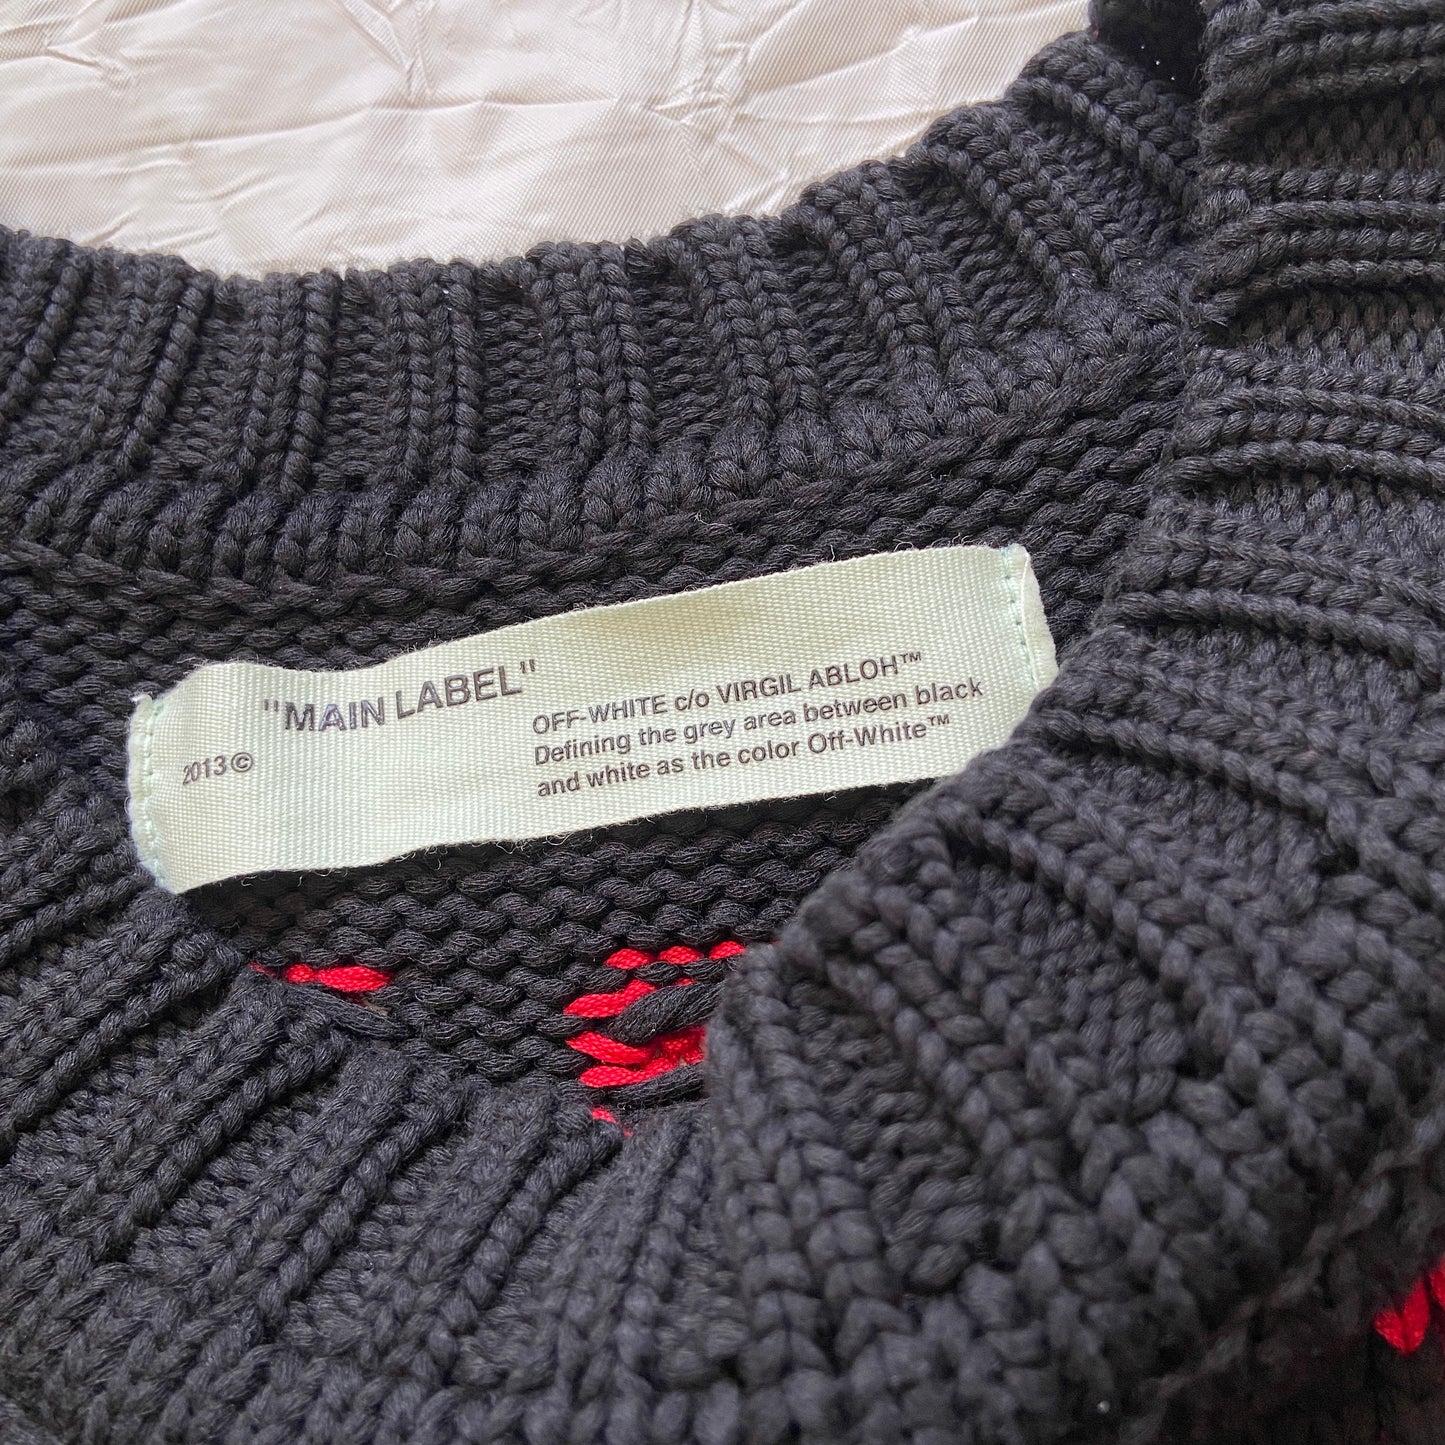 "MAIN LABEL"
2013©
OFF-WHITE c/o VIRGIL ABLOH™
Defining the grey area between black
and white as the color Off-White™